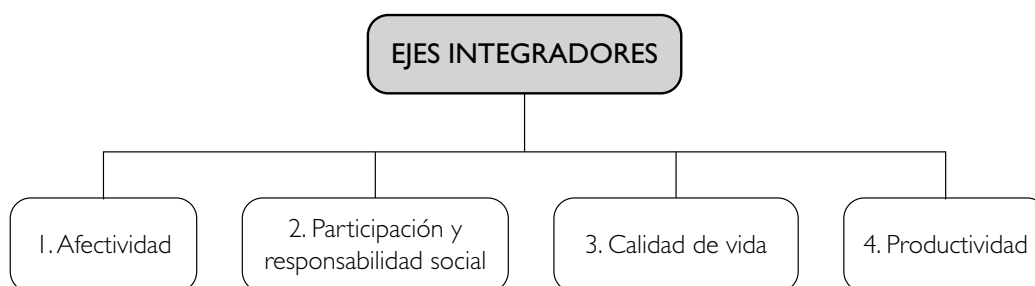 EJES INTEGRADORES
1. Afectividad
2. Participación y
responsabilidad social
3. Calidad de vida
4. Productividad